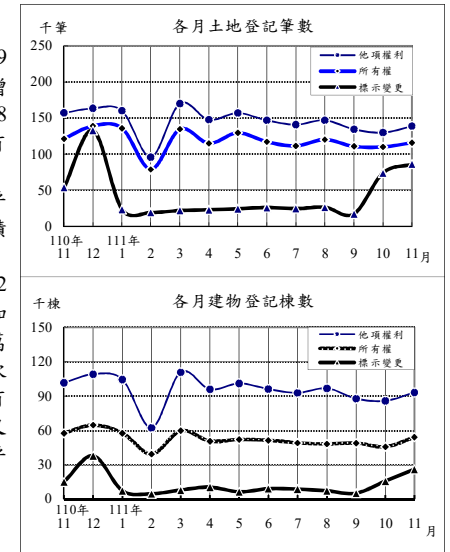 千筆 各月土地登記筆數
250
200
150
100
50
0
他項權利
所有權
標示變更
110年 111年
11 12 1 2 3 4 5 6 7 8 9 10 11 月
千棟 各月建物登記棟數
150
120
90
60
30
0
他項權利
所有權
標示變更
110年 111年
11 12 1 2 3 4 5 6 7 8 9 10 11 月
9
增
8
2